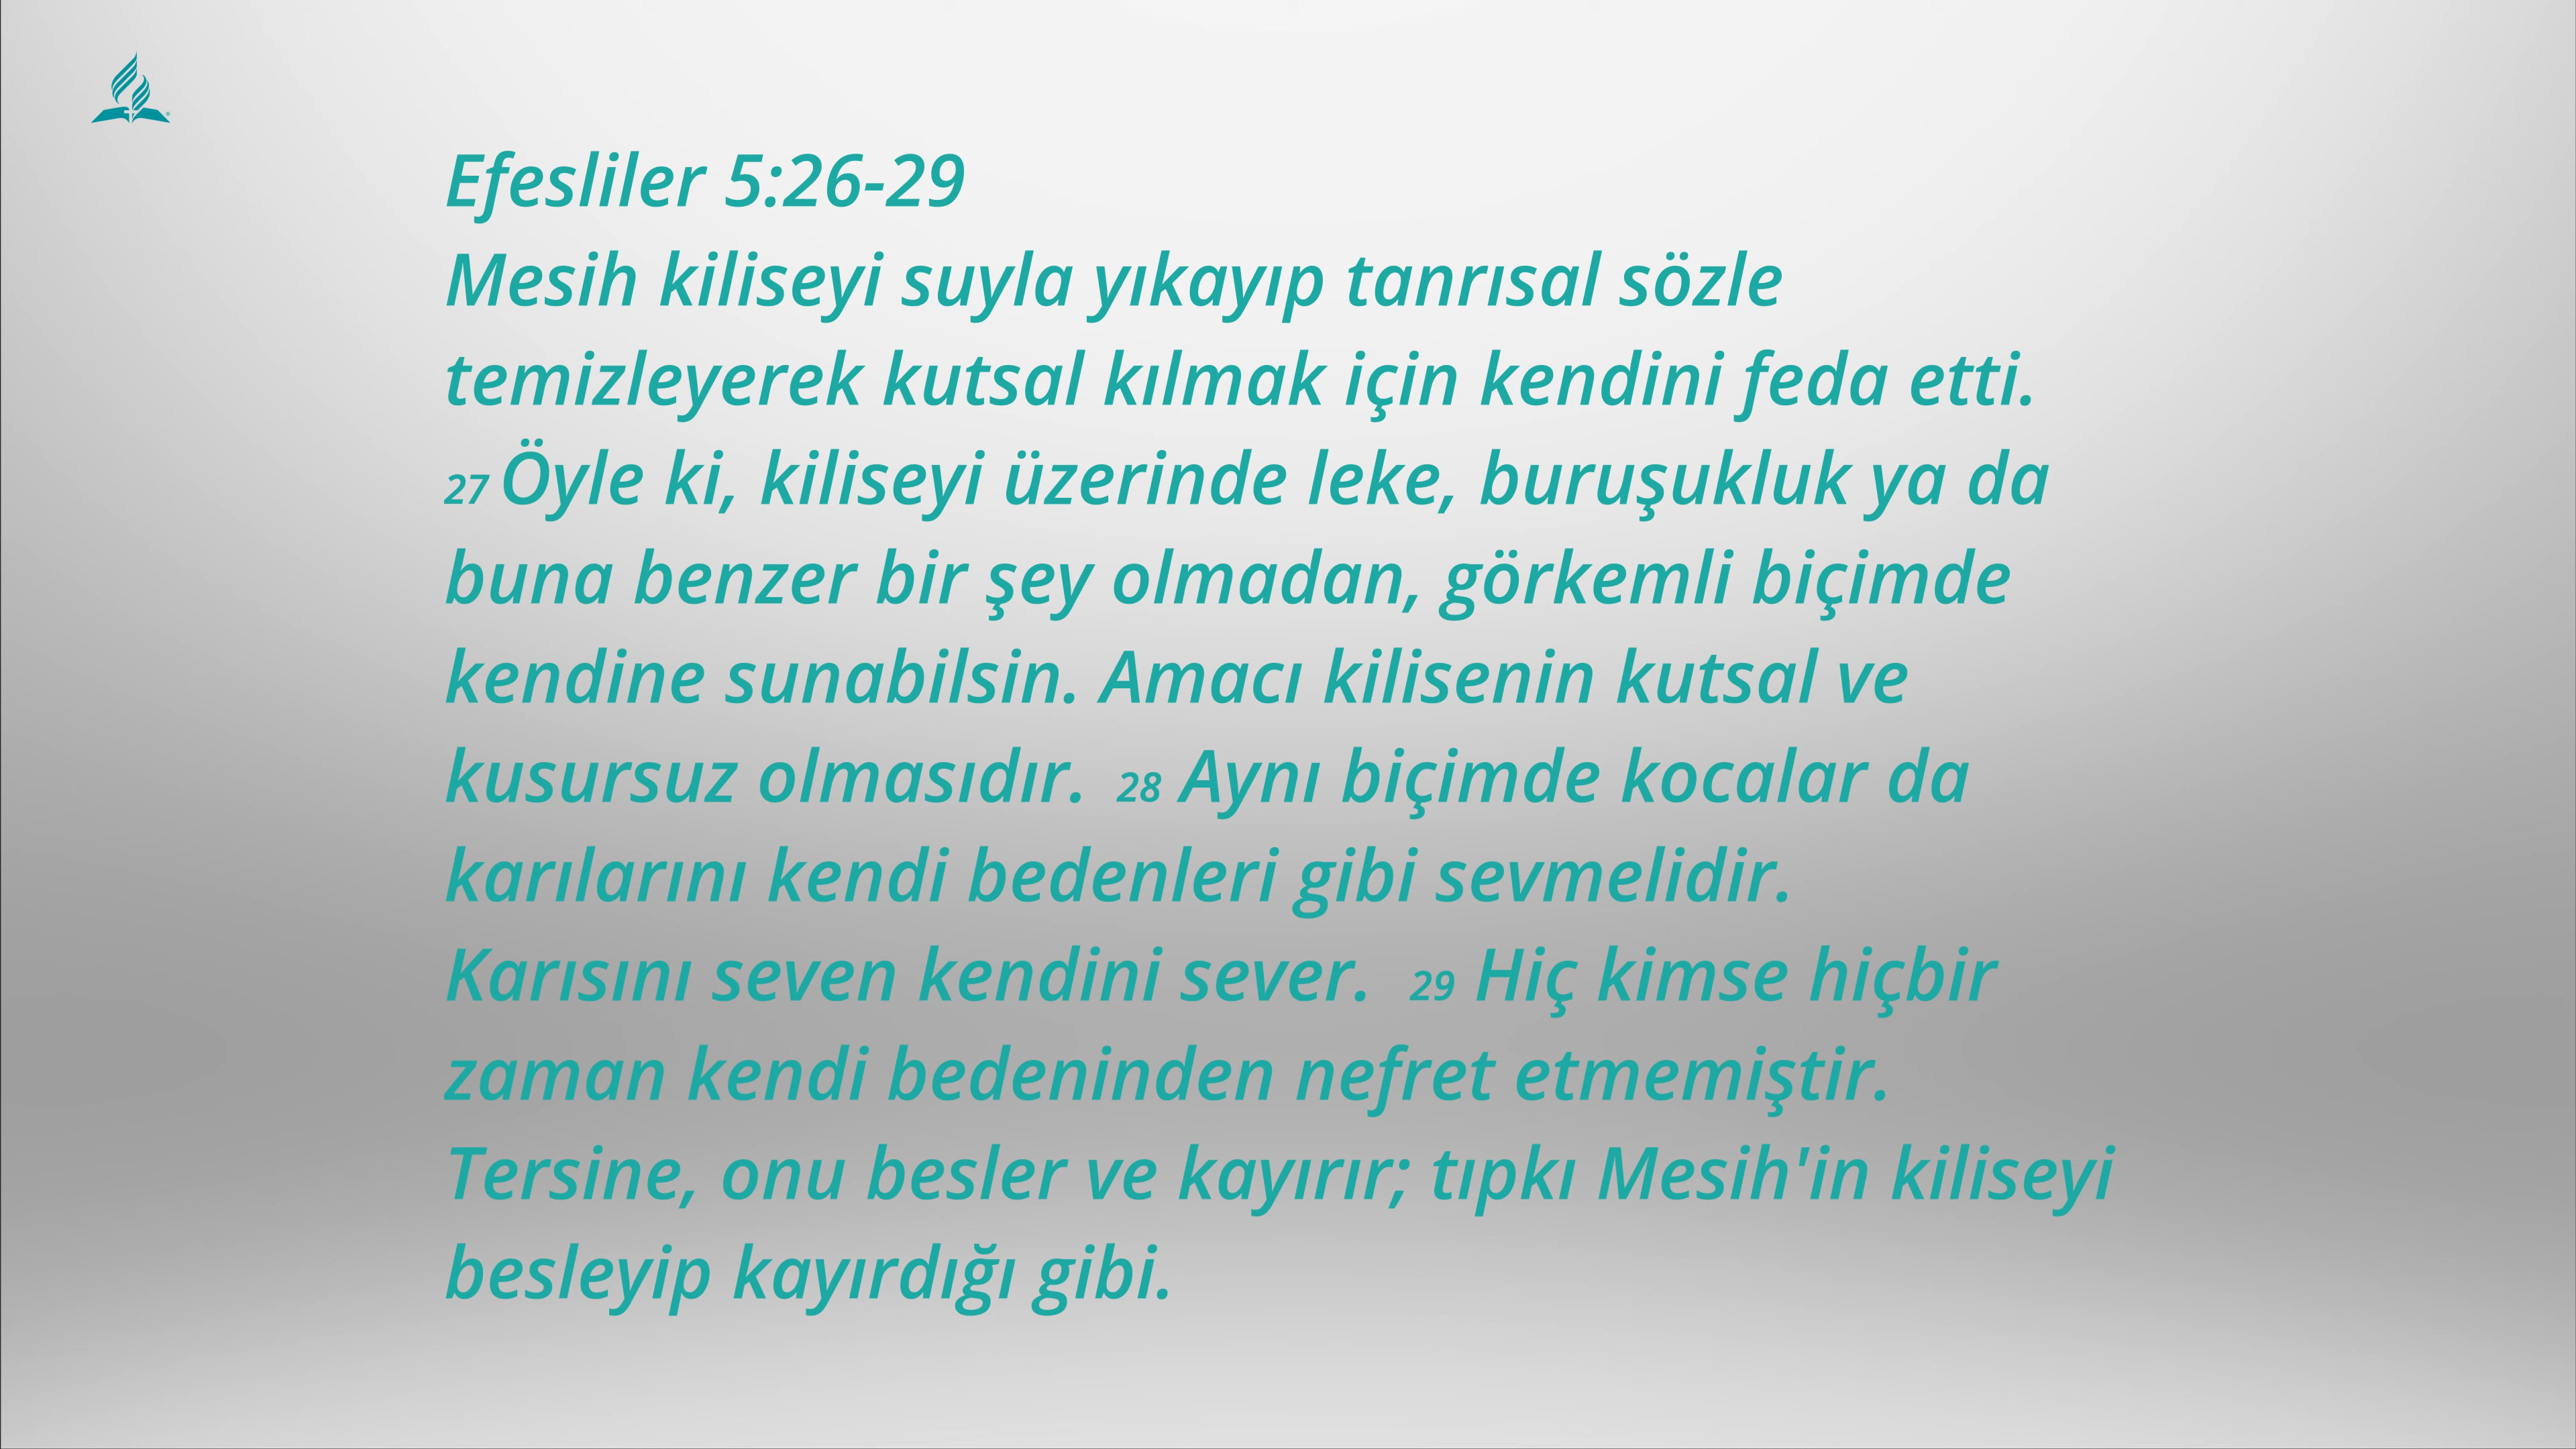 Efesliler 5:26-29
Mesih kiliseyi suyla yıkayıp tanrısal sözle
temizleyerek kutsal kılmak için kendini feda etti.
27 Öyle ki, kiliseyi üzerinde leke, buruşukluk ya da
buna benzer bir şey olmadan, görkemli biçimde
kendine sunabilsin. Amacı kilisenin kutsal ve
kusursuz olmasıdır. 28 Aynı biçimde kocalar da
karılarını kendi bedenleri gibi sevmelidir.
Karısını seven kendini sever. 29 Hiç kimse hiçbir
zaman kendi bedeninden nefret etmemiştir.
Tersine, onu besler ve kayırır; tıpkı Mesih'in kiliseyi
besleyip kayırdığı gibi.